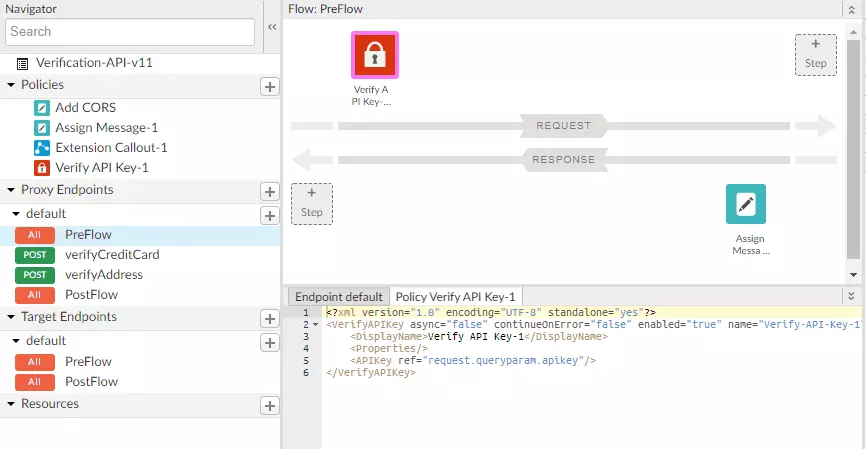 Navigator
Search
Verification-API-v11
Policies
Add CORS
Assign Message-1
Extension Callout-1
Verify API Key-1
Proxy Endpoints
default
All PreFlow
POST verifyCreditCard
POST verifyAddress
All PostFlow
Target Endpoints
default
All PreFlow
All PostFlow
Resources
Flow: PreFlow
Verify A
PI Key-...
+
Step
REQUEST
RESPONSE
+
Step
Assign
Messa ...
Endpoint default Policy Verify API Key-1
1 <?xml version="1.0" encoding="UTF-8" standalone="yes"?>
2 <VerifyAPIKey async="false" continueOnError="false" enabled="true" name="Verify-API-Key-1"
3 <DisplayName>Verify API Key-1</DisplayName>
4 <Properties/>
5 <APIKey ref="request.queryparam.apikey"/>
6 </VerifyAPIKey>